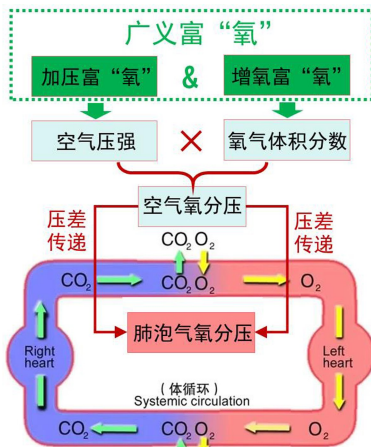 广义富“氧”
加压富“氧” & 增氧富“氧”
空气压强 × 氧气体积分数
空气氧分压
压差
传递
压差
传递
CO₂ O₂
CO₂ CO₂ O₂ O₂
肺泡气氧分压
Right
heart
Left
heart
(体循环)
Systemic circulation
CO₂ CO₂ O₂ O₂